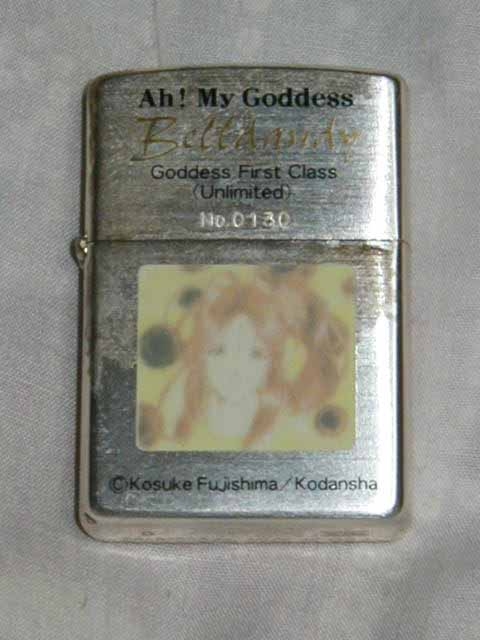 Ah! My Goddess
Belldandy
Goddess First Class
(Unlimited)
No.0130
©Kosuke Fujishima/Kodansha